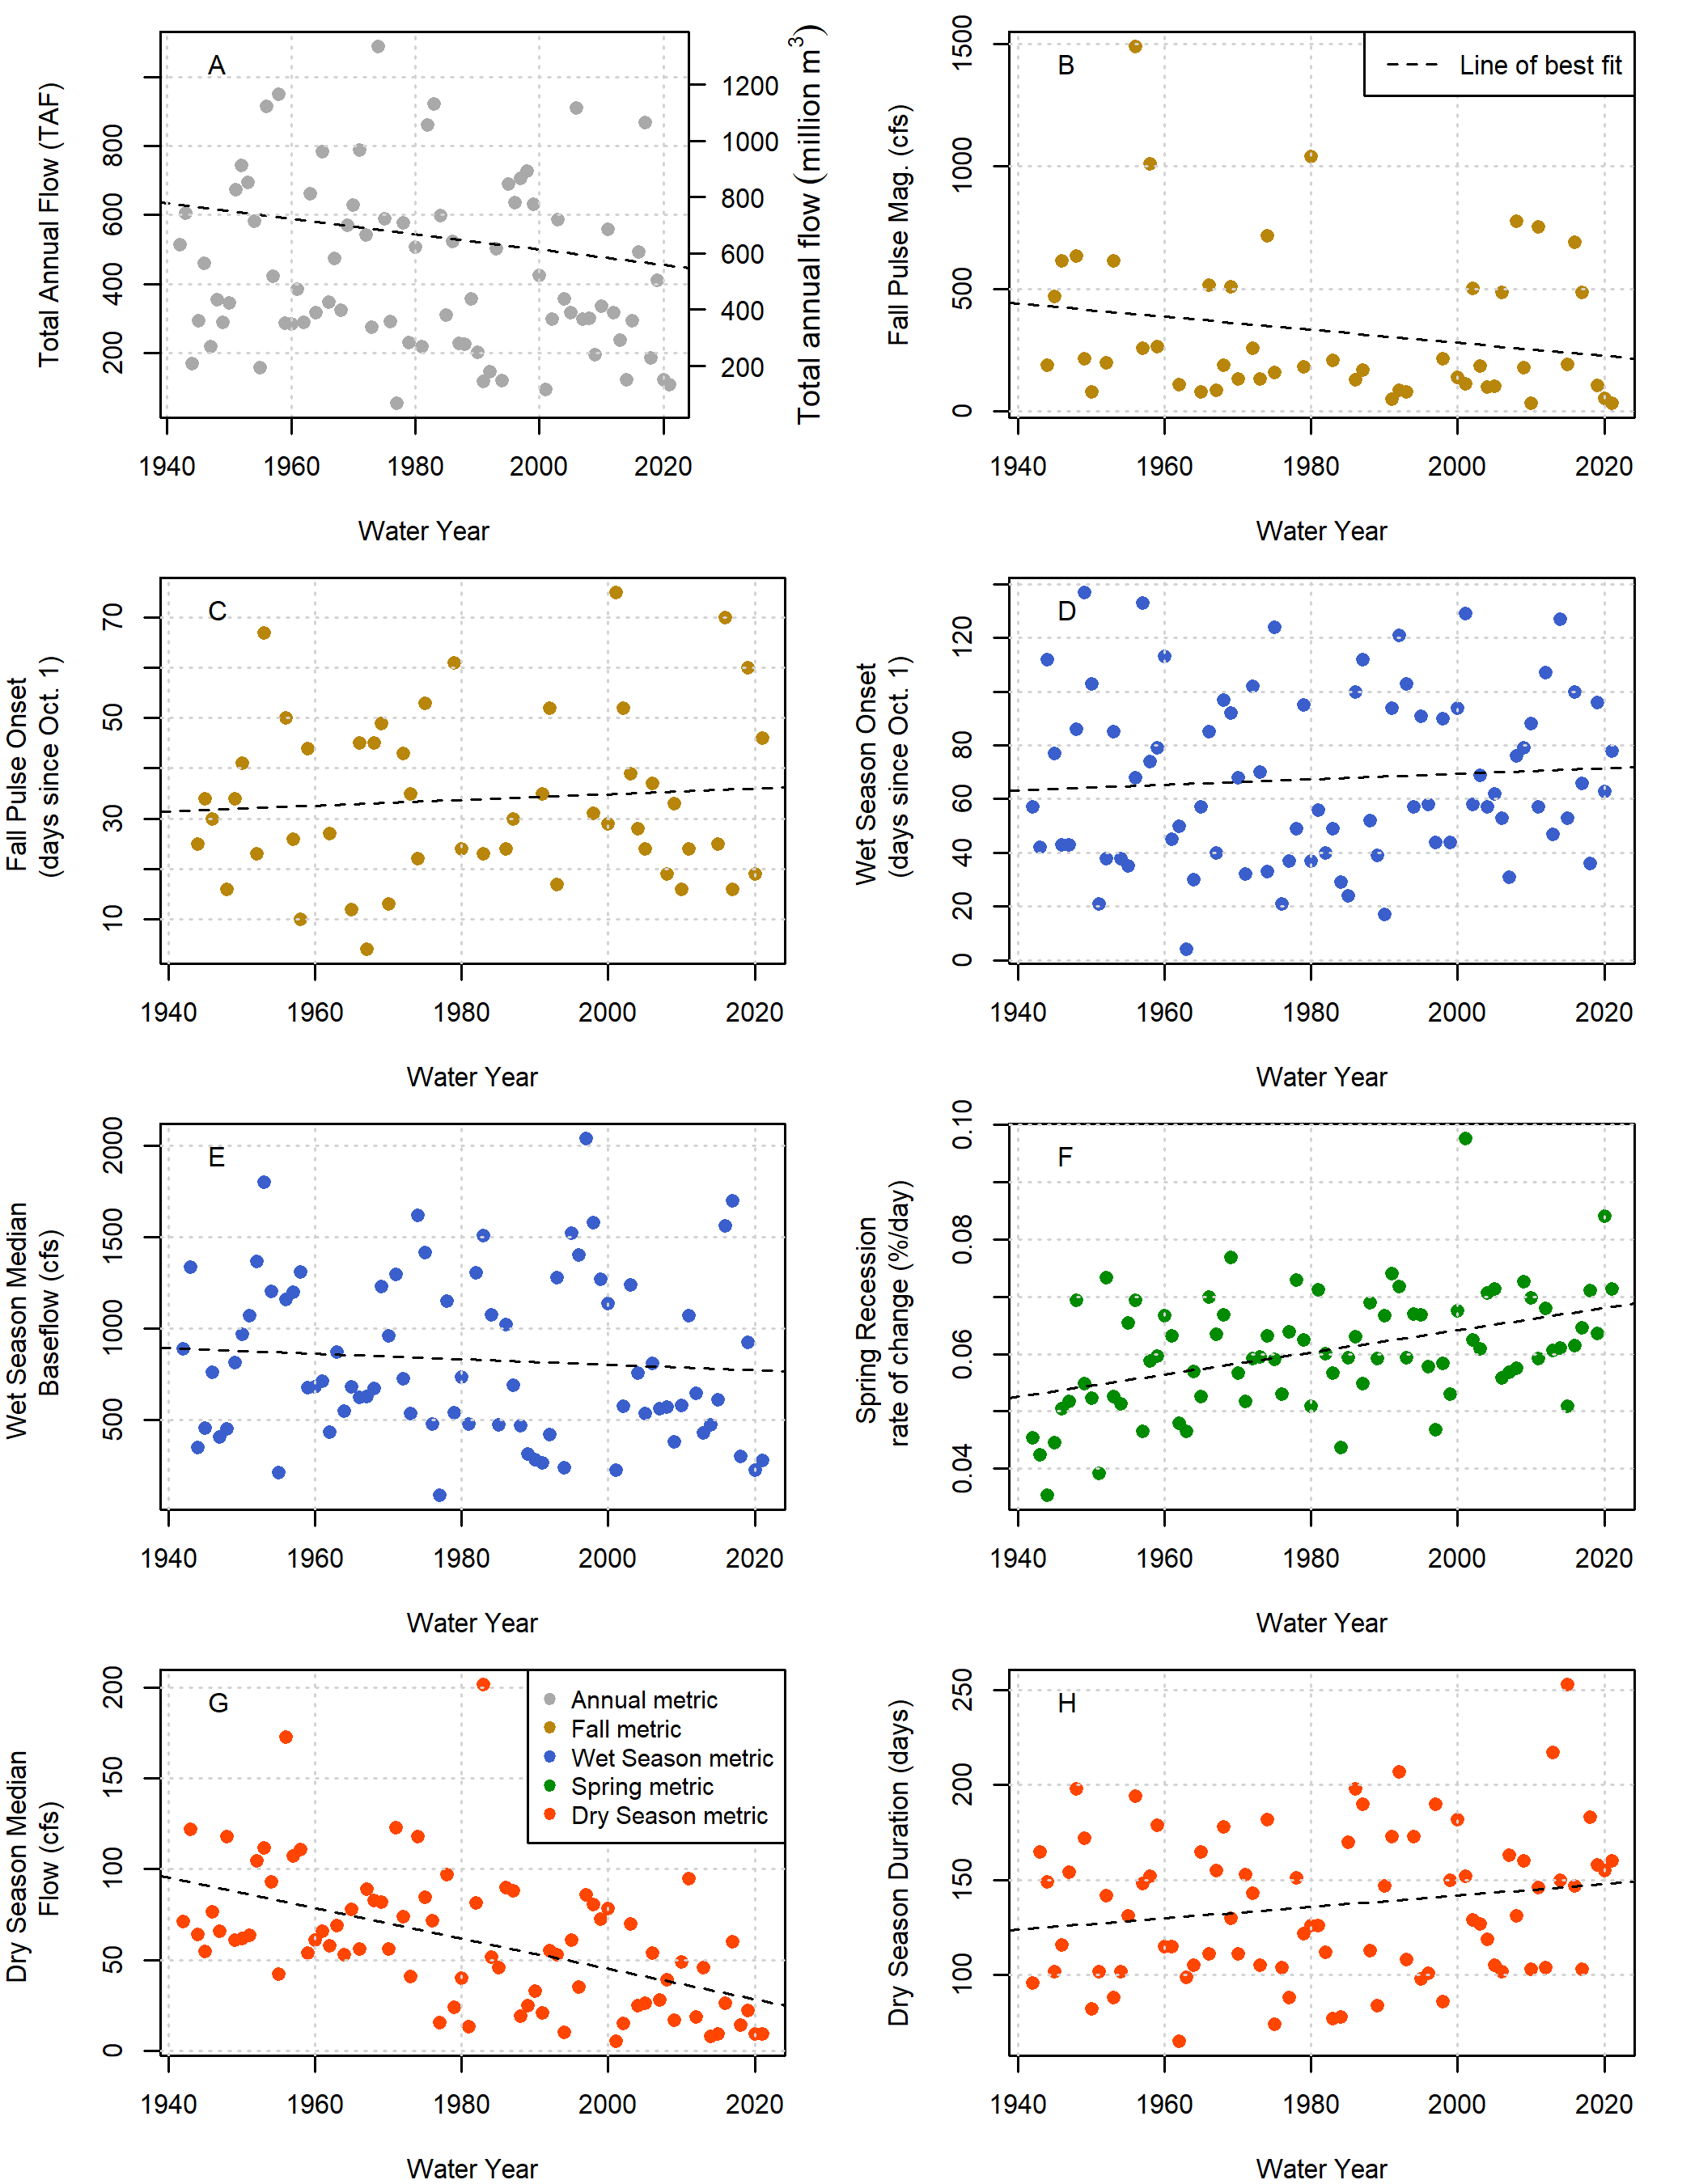 A
Total Annual Flow (TAF)
200
400
600
800
200
400
600
800
1000
1200
Total annual flow (million m³)
1940 1960 1980 2000 2020
Water Year
B
Line of best fit
Fall Pulse Mag. (cfs)
0
500
1000
1500
1940 1960 1980 2000 2020
Water Year
C
Fall Pulse Onset
(days since Oct. 1)
10
30
50
70
1940 1960 1980 2000 2020
Water Year
D
Wet Season Onset
(days since Oct. 1)
0
20
40
60
80
120
1940 1960 1980 2000 2020
Water Year
E
Wet Season Median
Baseflow (cfs)
500
1000
1500
2000
1940 1960 1980 2000 2020
Water Year
F
Spring Recession
rate of change (%/day)
0.04
0.06
0.08
0.10
1940 1960 1980 2000 2020
Water Year
G
Annual metric
Fall metric
Wet Season metric
Spring metric
Dry Season metric
Dry Season Median
Flow (cfs)
0
50
100
150
200
1940 1960 1980 2000 2020
Water Year
H
Dry Season Duration (days)
100
150
200
250
1940 1960 1980 2000 2020
Water Year